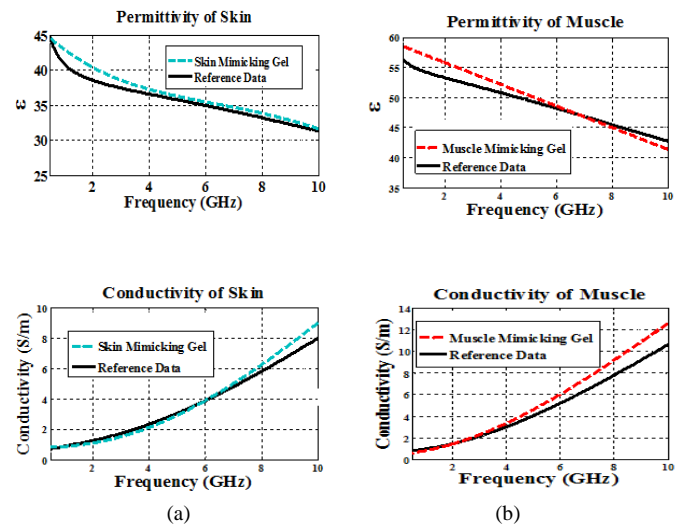 Permittivity of Skin
45
40
35
30
25
ε
Skin Mimicking Gel
Reference Data
2 4 6 8 10
Frequency (GHz)
Permittivity of Muscle
60
55
50
45
40
35
ε
Muscle Mimicking Gel
Reference Data
2 4 6 8 10
Frequency (GHz)
Conductivity of Skin
10
8
6
4
2
0
Conductivity (S/m)
Skin Mimicking Gel
Reference Data
2 4 6 8 10
Frequency (GHz)
(a)
Conductivity of Muscle
14
12
10
8
6
4
2
0
Conductivity (S/m)
Muscle Mimicking Gel
Reference Data
2 4 6 8 10
Frequency (GHz)
(b)